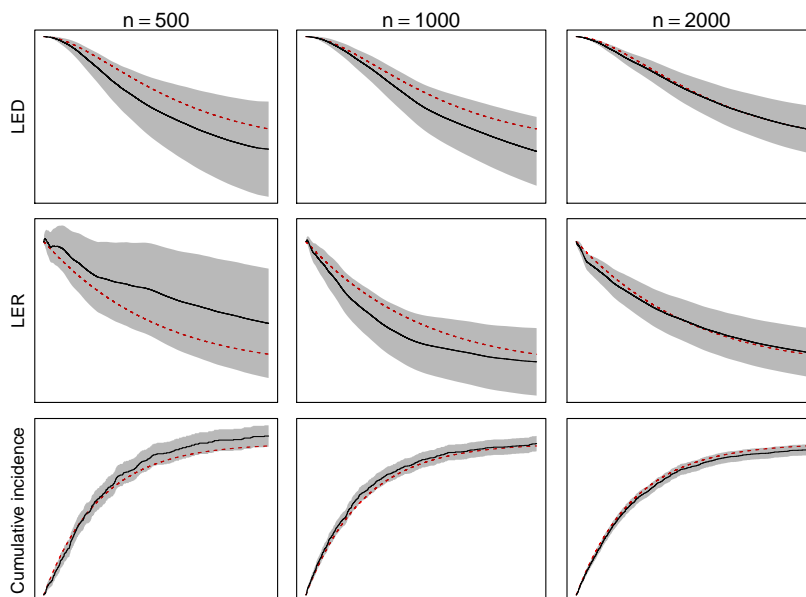 n = 500
n = 1000
n = 2000
LED
LER
Cumulative incidence